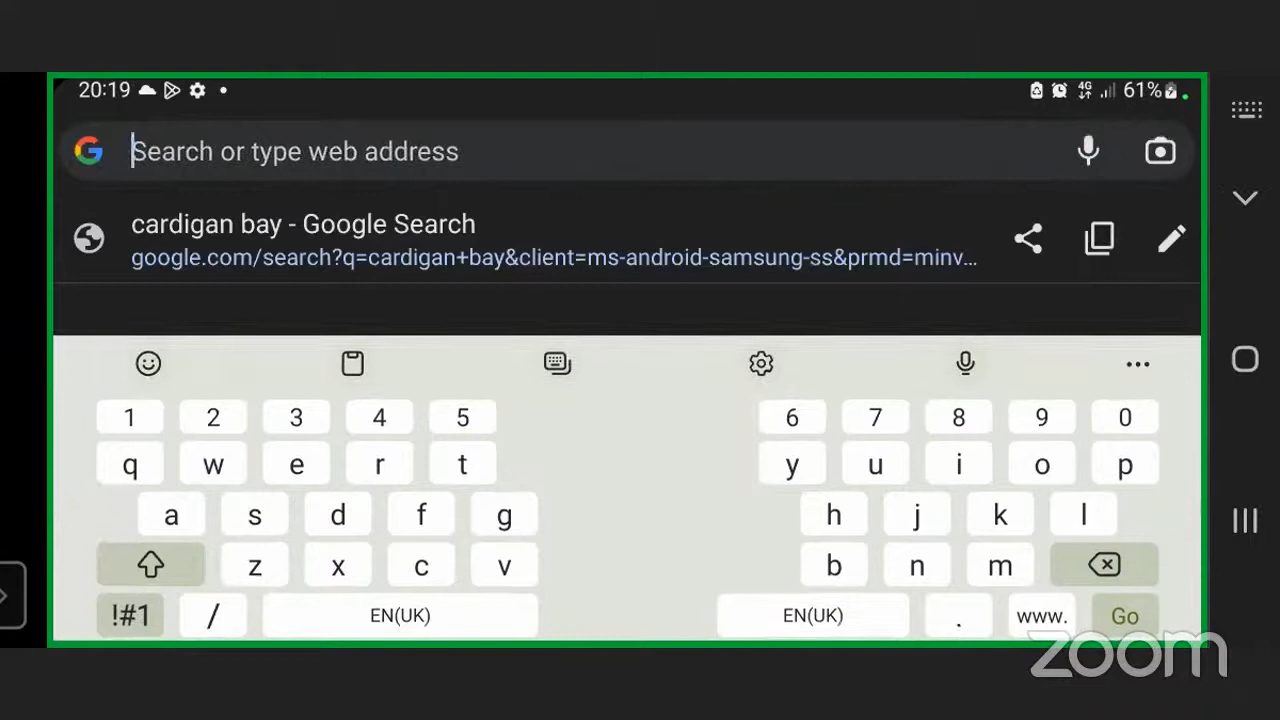 20:19 4G 61%
Search or type web address
cardigan bay - Google Search
google.com/search?q=cardigan+bay&client=ms-android-samsung-ss&prmd=minv...
1 2 3 4 5 6 7 8 9 0
q w e r t y u i o p
a s d f g h j k l
z x c v b n m
!#1 / EN(UK) EN(UK) . www. Go
zoom